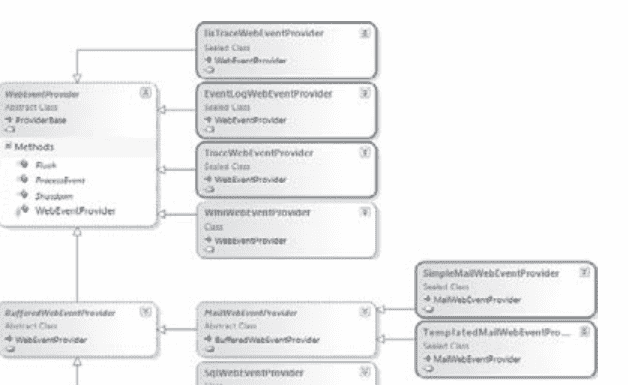 IisTraceWebEventProvider
Sealed Class
WebEventProvider
WebEventProvider
Abstract Class
ProviderBase
Methods
Flush
ProcessEvent
Shutdown
WebEventProvider
EventLogWebEventProvider
Sealed Class
WebEventProvider
TraceWebEventProvider
Sealed Class
WebEventProvider
WmiWebEventProvider
Class
WebEventProvider
SimpleMailWebEventProvider
Sealed Class
MailWebEventProvider
BufferedWebEventProvider
Abstract Class
WebEventProvider
MailWebEventProvider
Abstract Class
BufferedWebEventProvider
TemplatedMailWebEventPro...
Sealed Class
MailWebEventProvider
SqlWebEventProvider